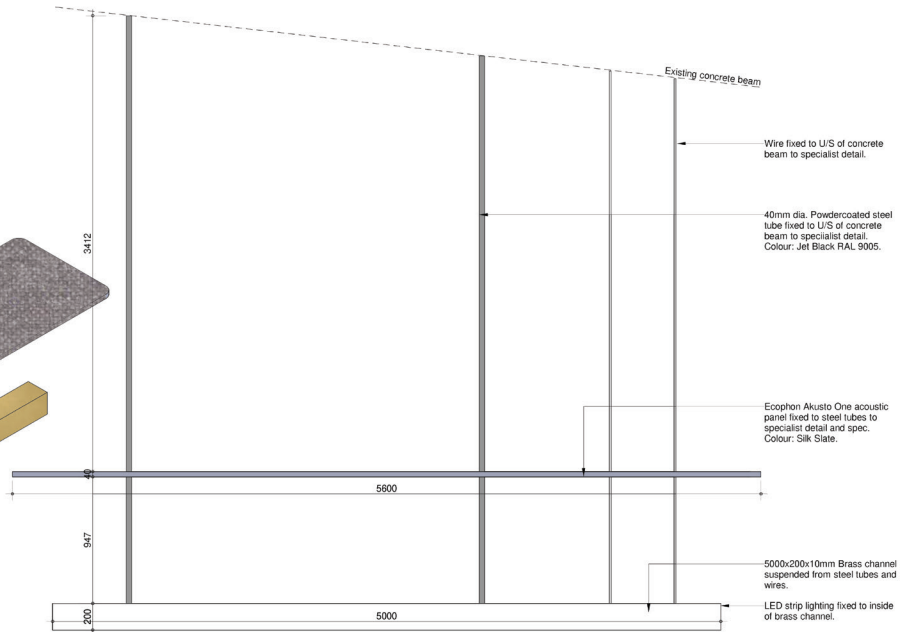 Existing concrete beam
Wire fixed to U/S of concrete
beam to specialist detail.
40mm dia. Powdercoated steel
tube fixed to U/S of concrete
beam to speciialist detail.
Colour: Jet Black RAL 9005.
3412
Ecophon Akusto One acoustic
panel fixed to steel tubes to
specialist detail and spec.
Colour: Silk Slate.
40
5600
947
5000x200x10mm Brass channel
suspended from steel tubes and
wires.
LED strip lighting fixed to inside
of brass channel.
200
5000